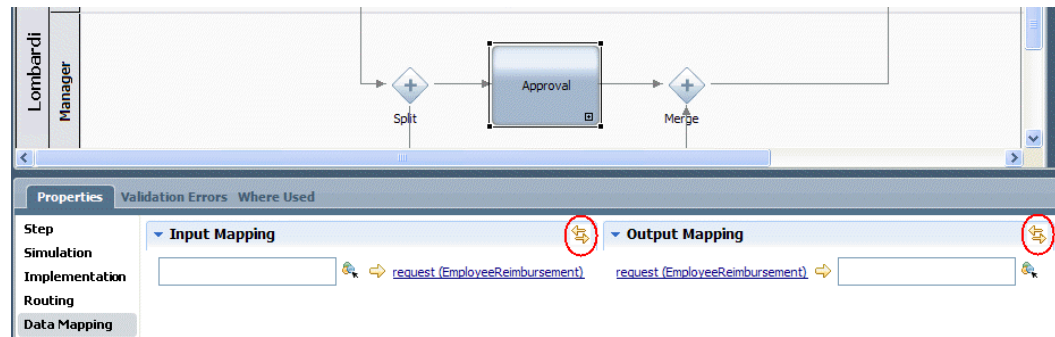 Lombardi
Manager
Split
Approval
Merge
Properties Validation Errors Where Used
Step
Simulation
Implementation
Routing
Data Mapping
Input Mapping
request (EmployeeReimbursement)
Output Mapping
request (EmployeeReimbursement)